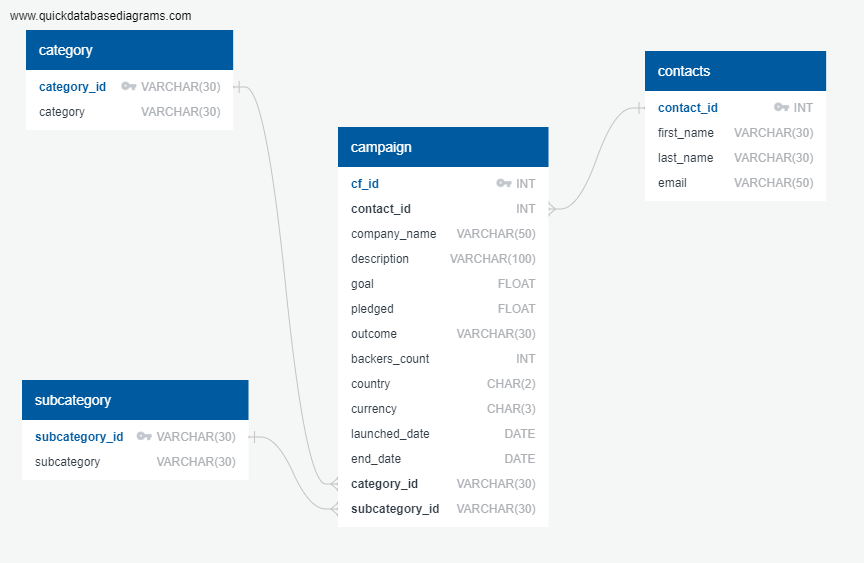 www.quickdatabasediagrams.com
category
category_id VARCHAR(30)
category VARCHAR(30)
contacts
contact_id INT
first_name VARCHAR(30)
last_name VARCHAR(30)
email VARCHAR(50)
campaign
cf_id INT
contact_id INT
company_name VARCHAR(50)
description VARCHAR(100)
goal FLOAT
pledged FLOAT
outcome VARCHAR(30)
backers_count INT
country CHAR(2)
currency CHAR(3)
launched_date DATE
end_date DATE
category_id VARCHAR(30)
subcategory_id VARCHAR(30)
subcategory
subcategory_id VARCHAR(30)
subcategory VARCHAR(30)